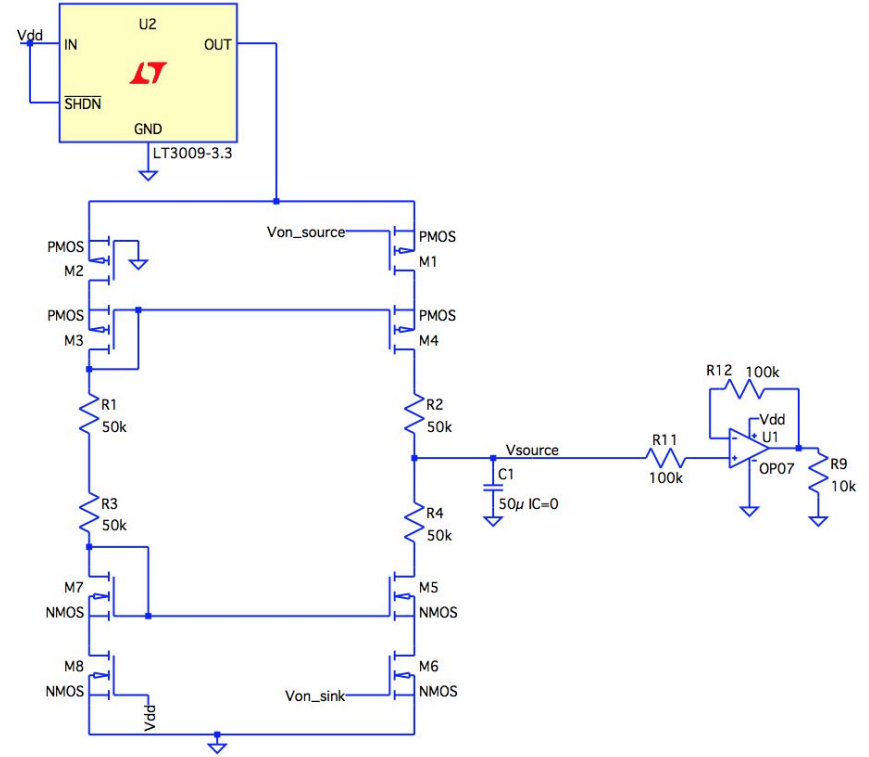 U2
Vdd
IN
OUT
SHDN
GND
LT3009-3.3
Von_source
PMOS
M2
PMOS
M1
PMOS
M3
PMOS
M4
R1
50k
R2
50k
R12 100k
Vdd
U1
OP07
Vsource
R11
100k
C1
50µ IC=0
R9
10k
R3
50k
R4
50k
M7
NMOS
M5
NMOS
M8
NMOS
Vdd
Von_sink
M6
NMOS